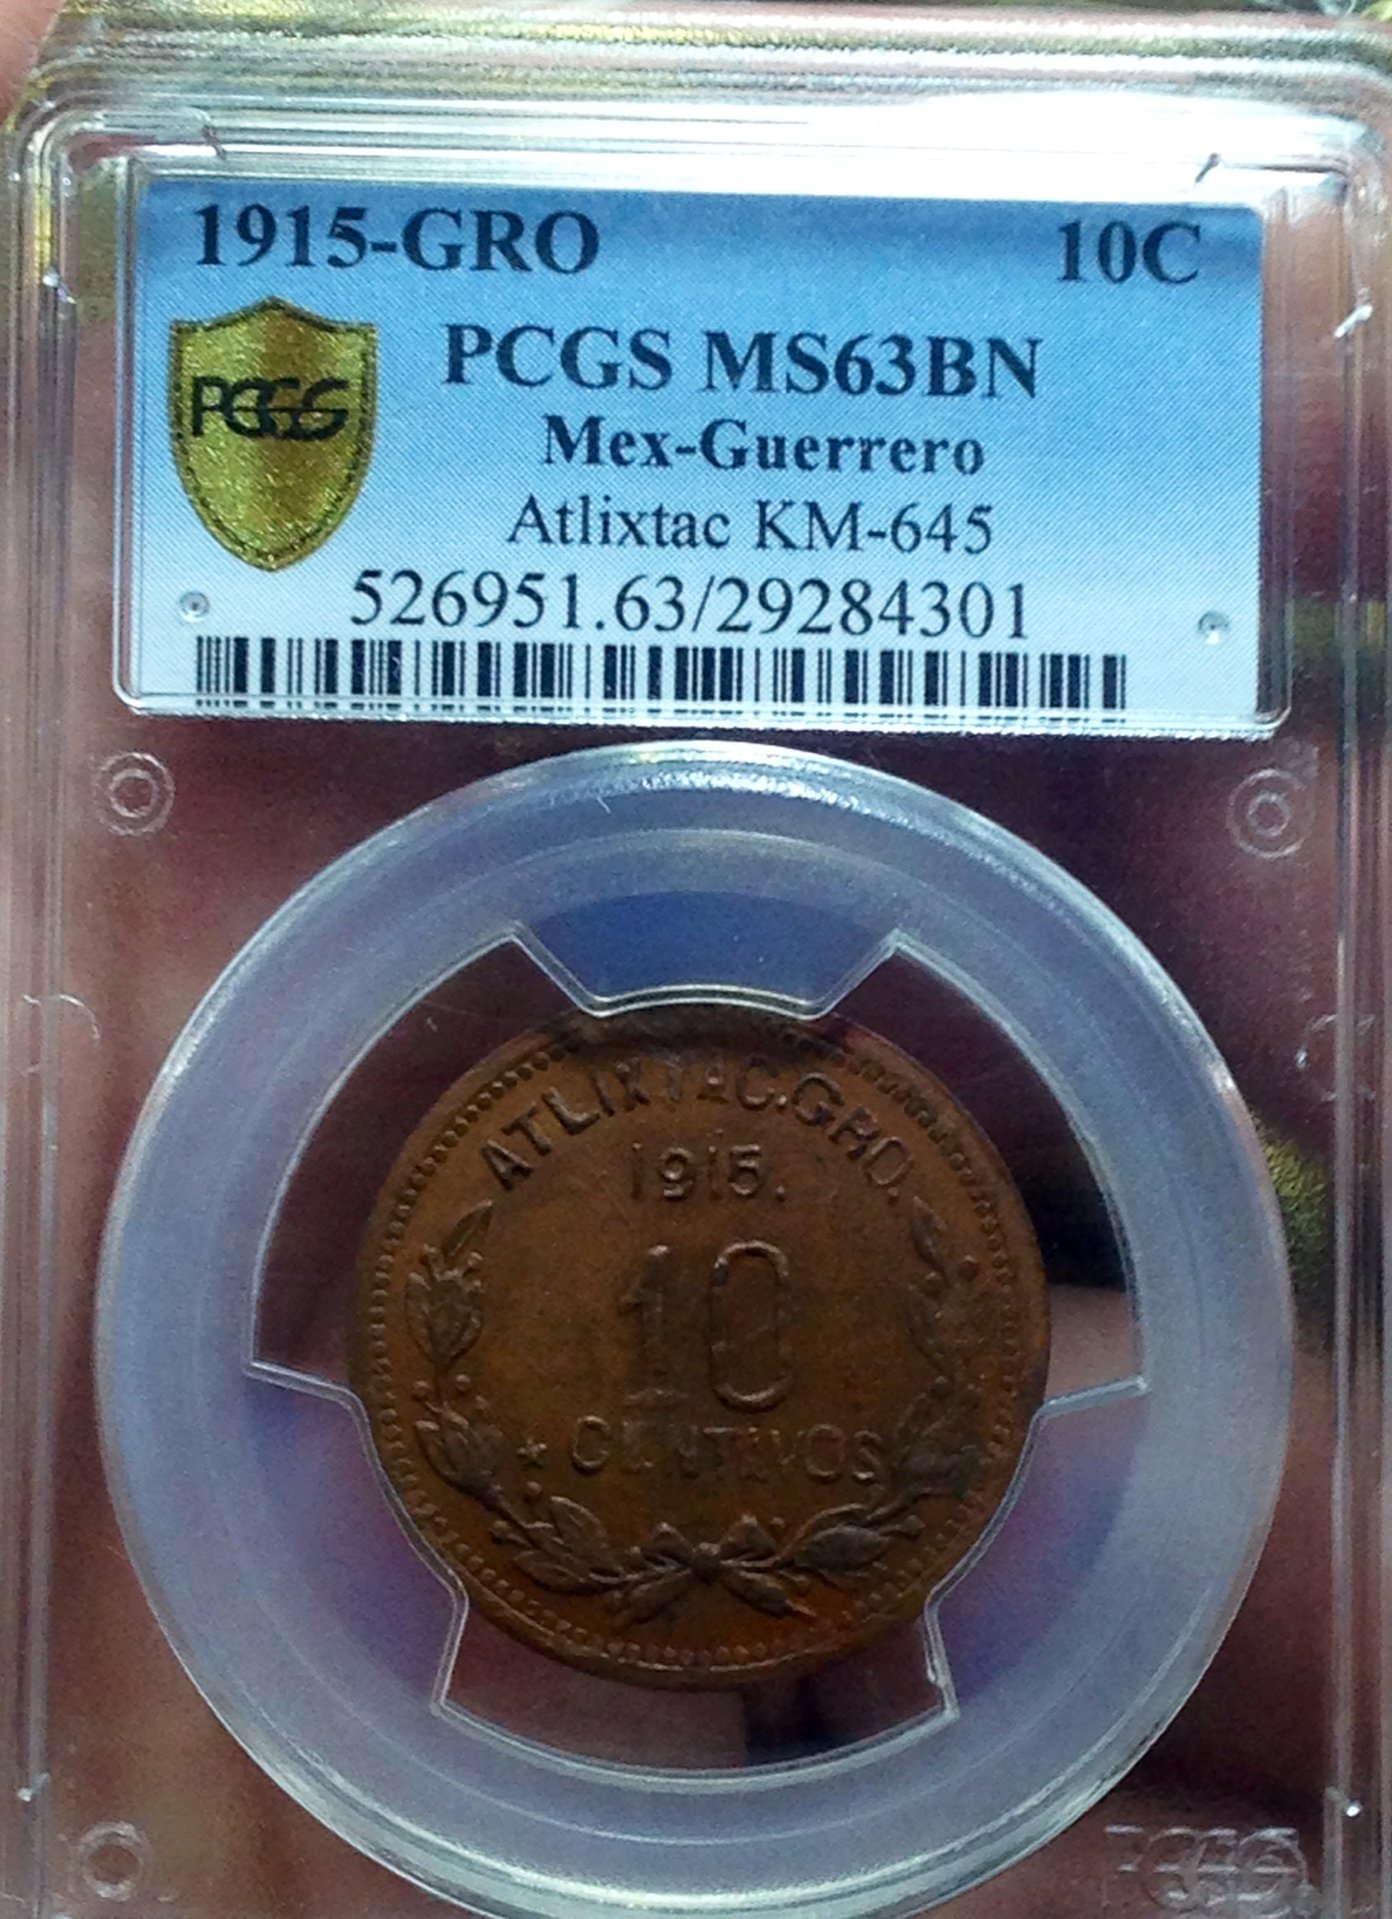 1915-GRO 10C
PCGS
PCGS MS63BN
Mex-Guerrero
Atlixtac KM-645
526951.63/29284301
ATLIXTAC.GRO.
1915.
10
CENTAVOS
PCGS